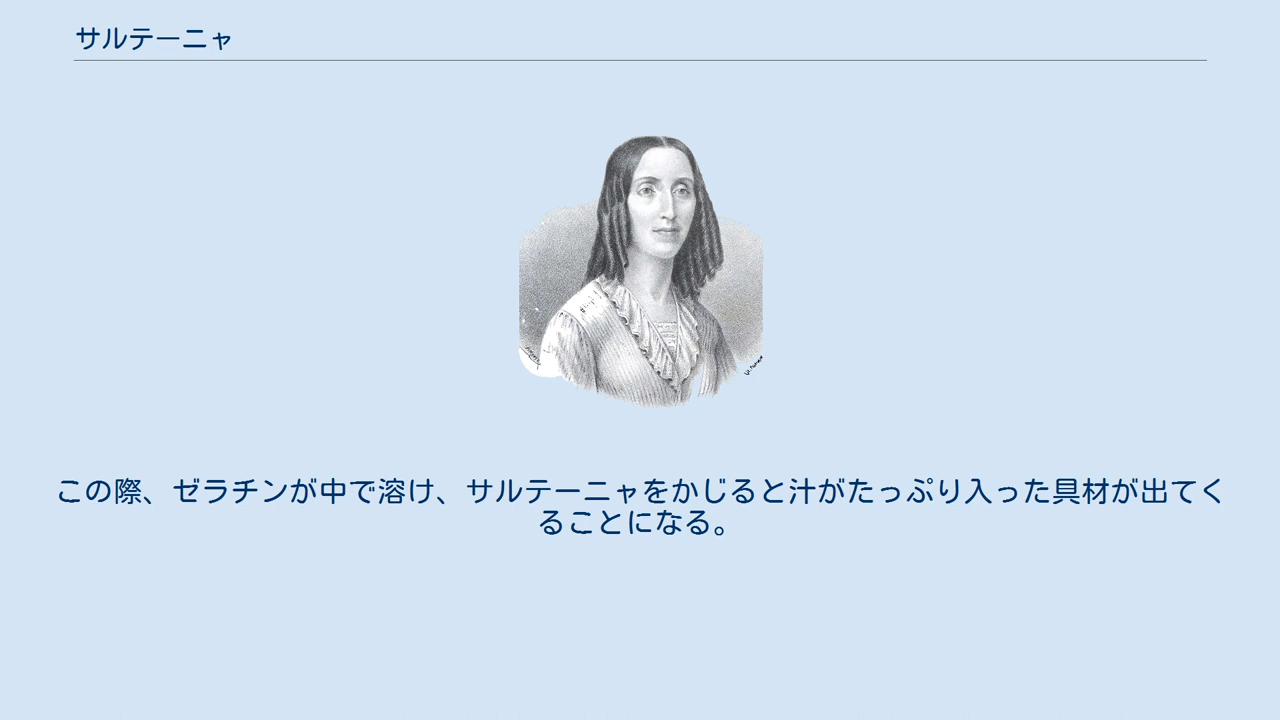 サルテーニャ
この際、ゼラチンが中で溶け、サルテーニャをかじると汁がたっぷり入った具材が出てく
ることになる。